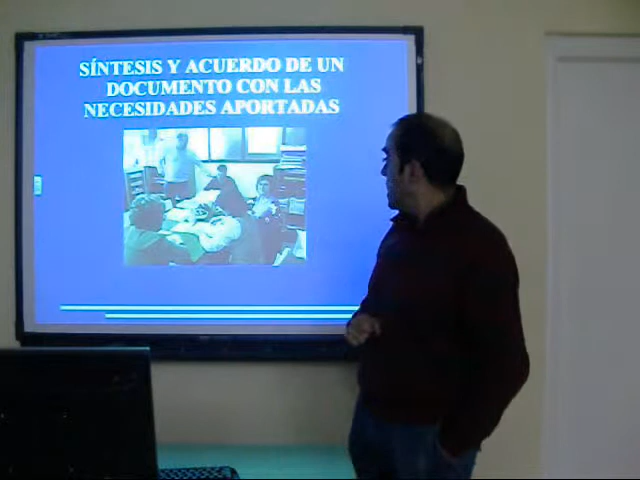 SÍNTESIS Y ACUERDO DE UN
DOCUMENTO CON LAS
NECESIDADES APORTADAS